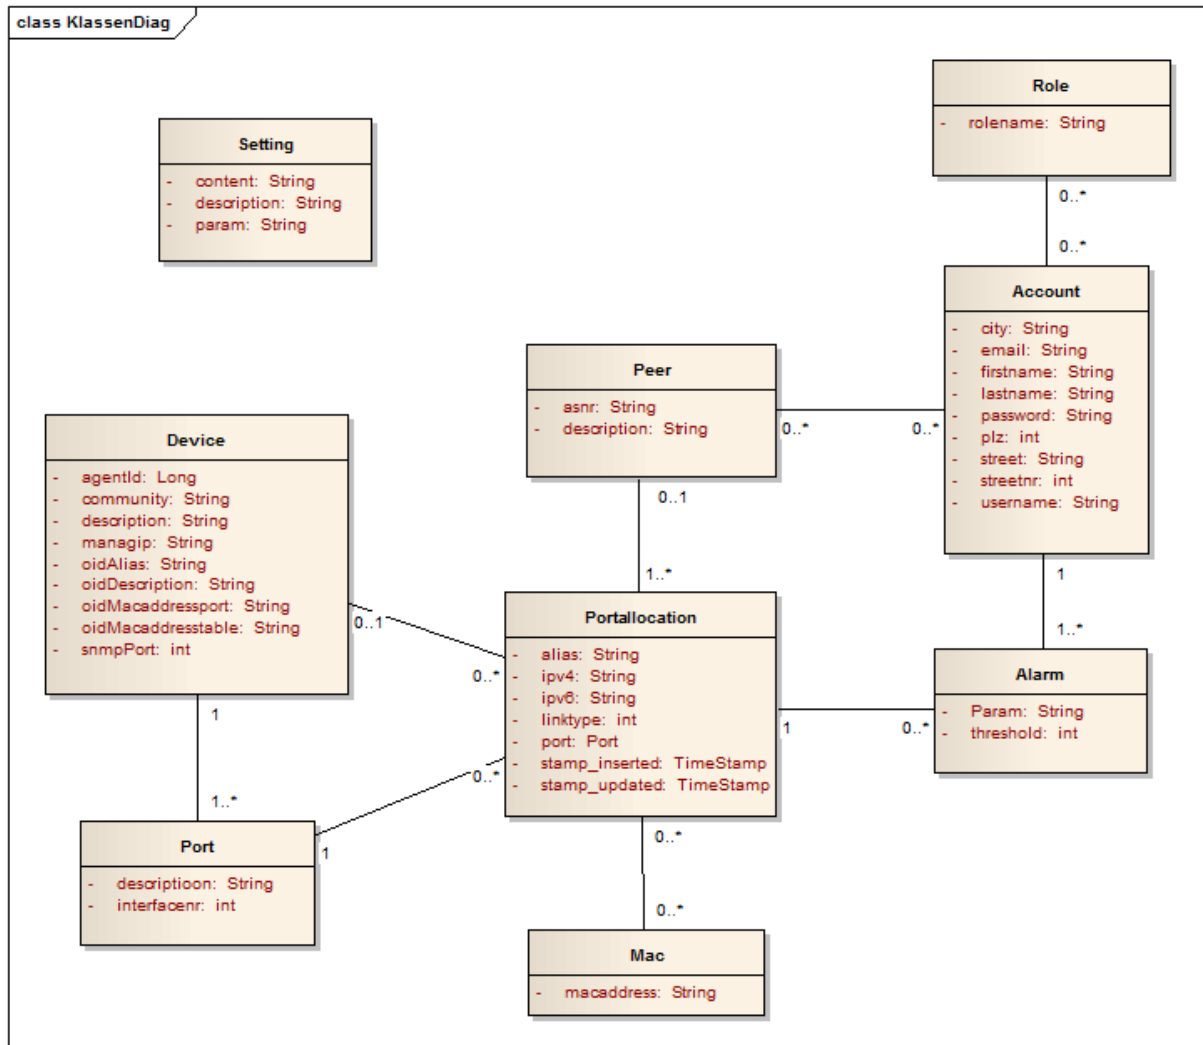 class KlassenDiag
Role
- rolename: String
0..*
0..*
Setting
- content: String
- description: String
- param: String
Account
- city: String
- email: String
- firstname: String
- lastname: String
- password: String
- plz: int
- street: String
- streetnr: int
- username: String
Peer
- asnr: String
- description: String
0..*
0..*
0..1
1..*
Device
- agentId: Long
- community: String
- description: String
- managip: String
- oidAlias: String
- oidDescription: String
- oidMacaddressport: String
- oidMacaddresstable: String
- snmpPort: int
0..1
0..*
1
1..*
1
1..*
Portallocation
- alias: String
- ipv4: String
- ipv6: String
- linktype: int
- port: Port
- stamp_inserted: TimeStamp
- stamp_updated: TimeStamp
1
0..*
Alarm
- Param: String
- threshold: int
0..*
1
Port
- descriptioon: String
- interfacenr: int
0..*
0..*
Mac
- macaddress: String